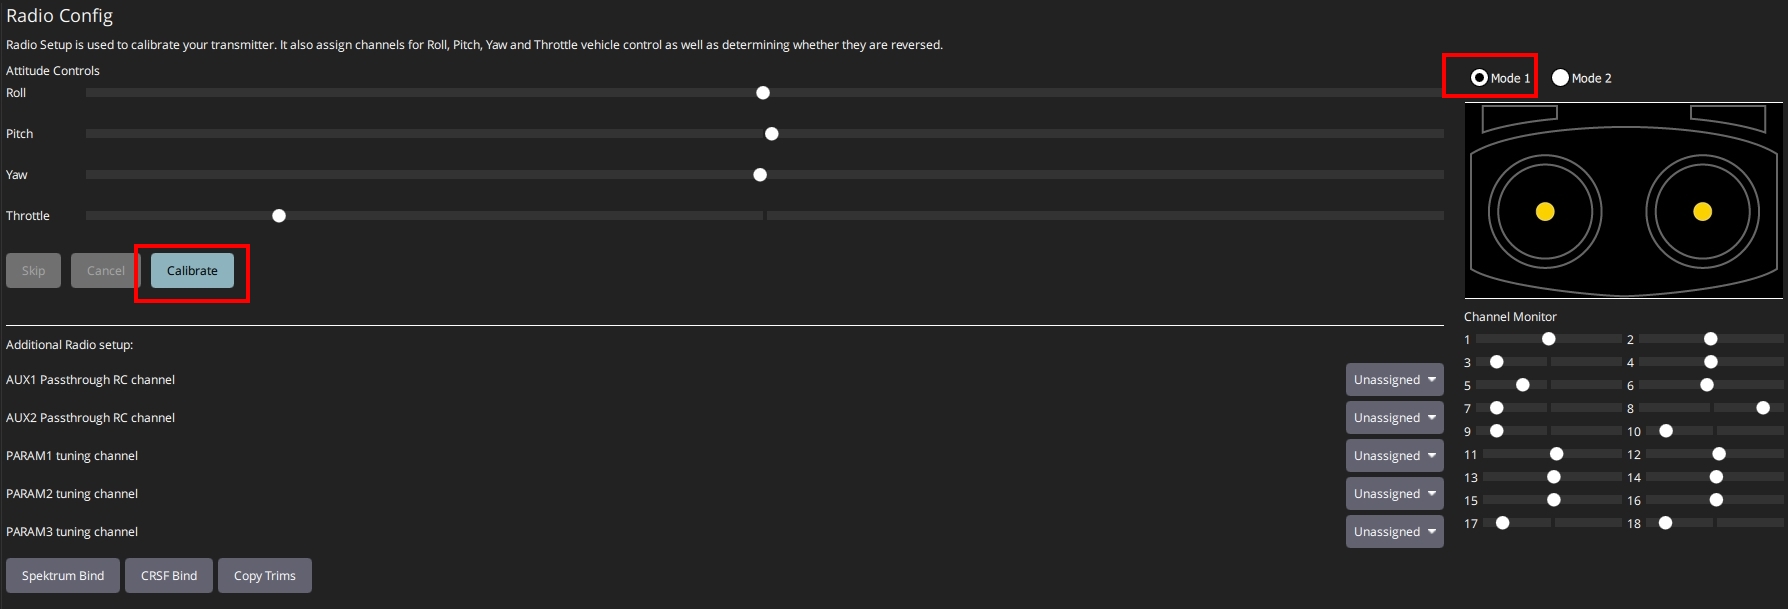 Radio Config
Radio Setup is used to calibrate your transmitter. It also assign channels for Roll, Pitch, Yaw and Throttle vehicle control as well as determining whether they are reversed.
Attitude Controls
Roll
Pitch
Yaw
Throttle
Skip Cancel Calibrate
Mode 1 Mode 2
Additional Radio setup:
AUX1 Passthrough RC channel Unassigned
AUX2 Passthrough RC channel Unassigned
PARAM1 tuning channel Unassigned
PARAM2 tuning channel Unassigned
PARAM3 tuning channel Unassigned
Spektrum Bind CRSF Bind Copy Trims
Channel Monitor
1 2
3 4
5 6
7 8
9 10
11 12
13 14
15 16
17 18